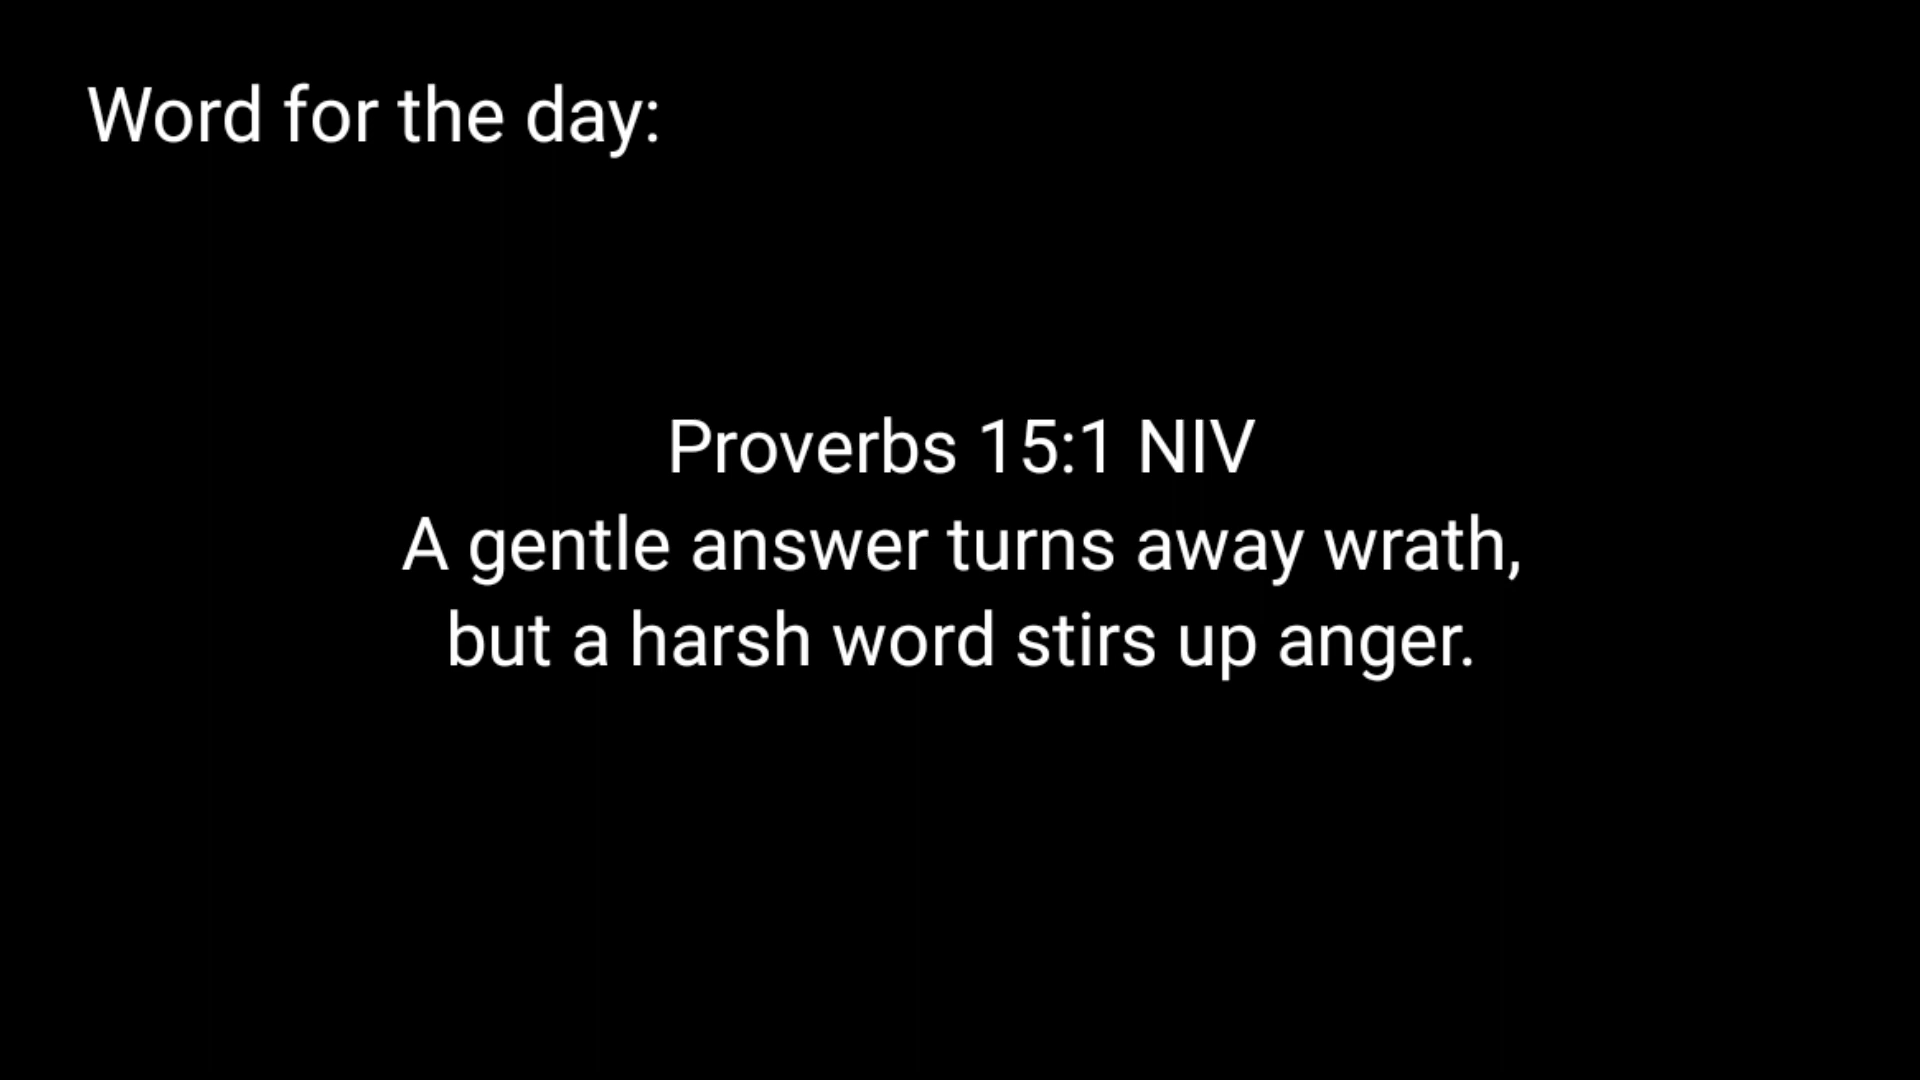 Word for the day:
Proverbs 15:1 NIV
A gentle answer turns away wrath,
but a harsh word stirs up anger.